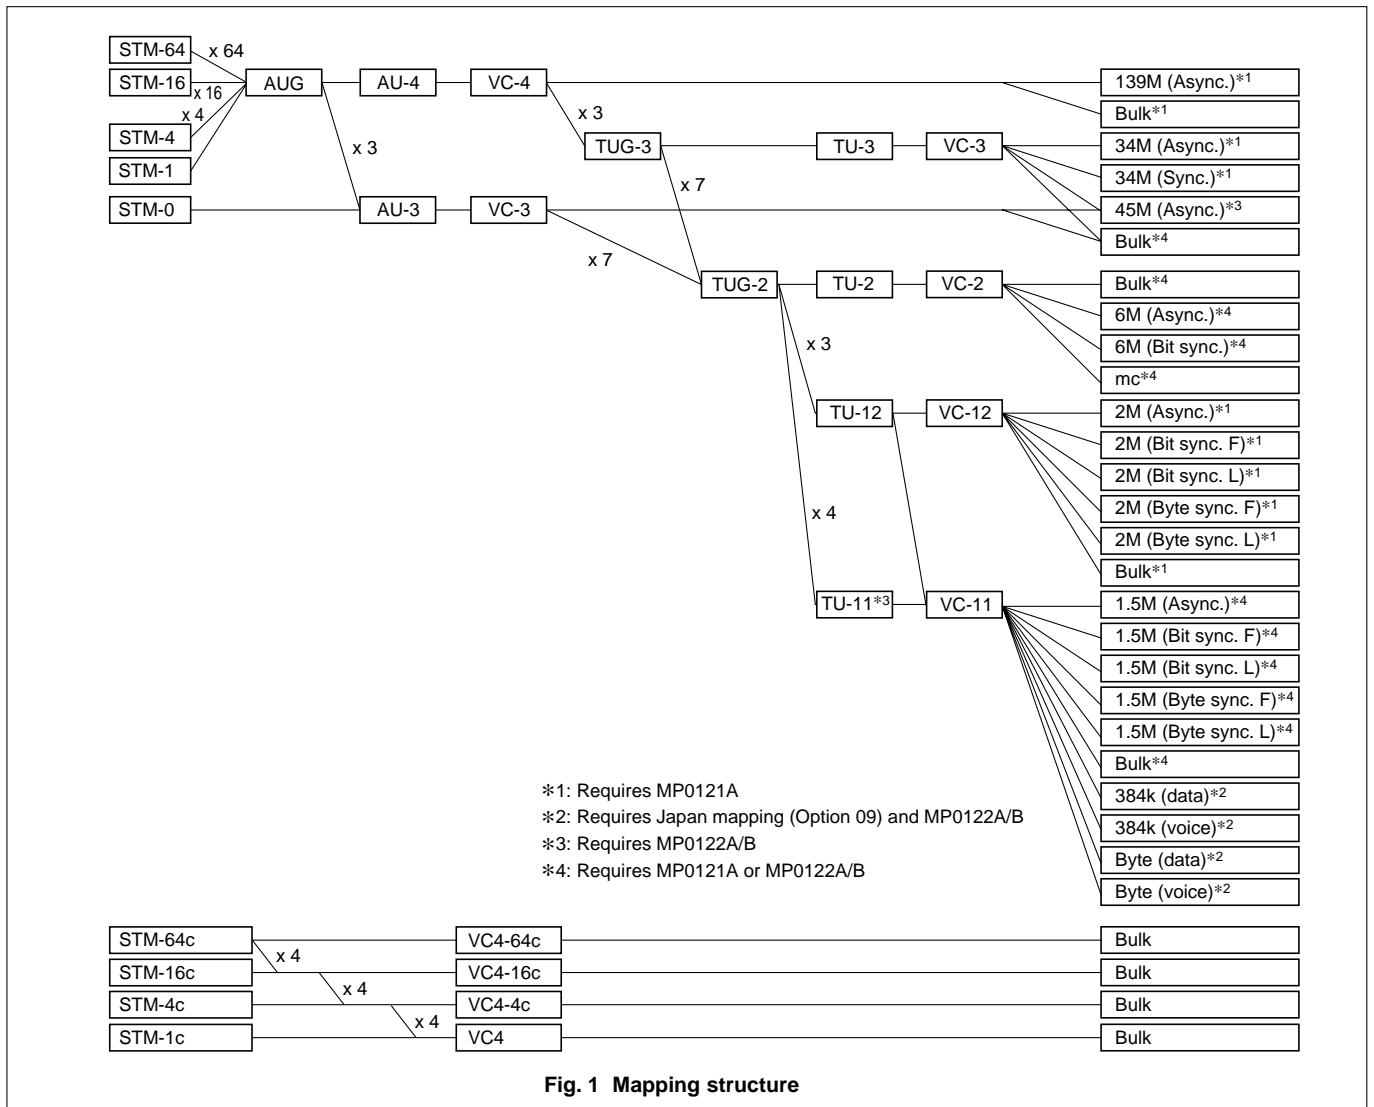 STM-64
x 64
STM-16
AUG
AU-4
VC-4
139M (Async.)*1
x 16
x 4
x 3
Bulk*1
STM-4
TUG-3
TU-3
VC-3
34M (Async.)*1
x 3
STM-1
34M (Sync.)*1
x 7
STM-0
AU-3
VC-3
45M (Async.)*3
Bulk*4
x 7
TUG-2
TU-2
VC-2
Bulk*4
6M (Async.)*4
x 3
6M (Bit sync.)*4
mc*4
TU-12
VC-12
2M (Async.)*1
2M (Bit sync. F)*1
2M (Bit sync. L)*1
x 4
2M (Byte sync. F)*1
2M (Byte sync. L)*1
Bulk*1
TU-11*3
VC-11
1.5M (Async.)*4
1.5M (Bit sync. F)*4
1.5M (Bit sync. L)*4
1.5M (Byte sync. F)*4
1.5M (Byte sync. L)*4
Bulk*4
384k (data)*2
384k (voice)*2
Byte (data)*2
Byte (voice)*2
*1: Requires MP0121A
*2: Requires Japan mapping (Option 09) and MP0122A/B
*3: Requires MP0122A/B
*4: Requires MP0121A or MP0122A/B
STM-64c
VC4-64c
Bulk
x 4
STM-16c
VC4-16c
Bulk
x 4
STM-4c
VC4-4c
Bulk
x 4
STM-1c
VC4
Bulk
Fig. 1 Mapping structure